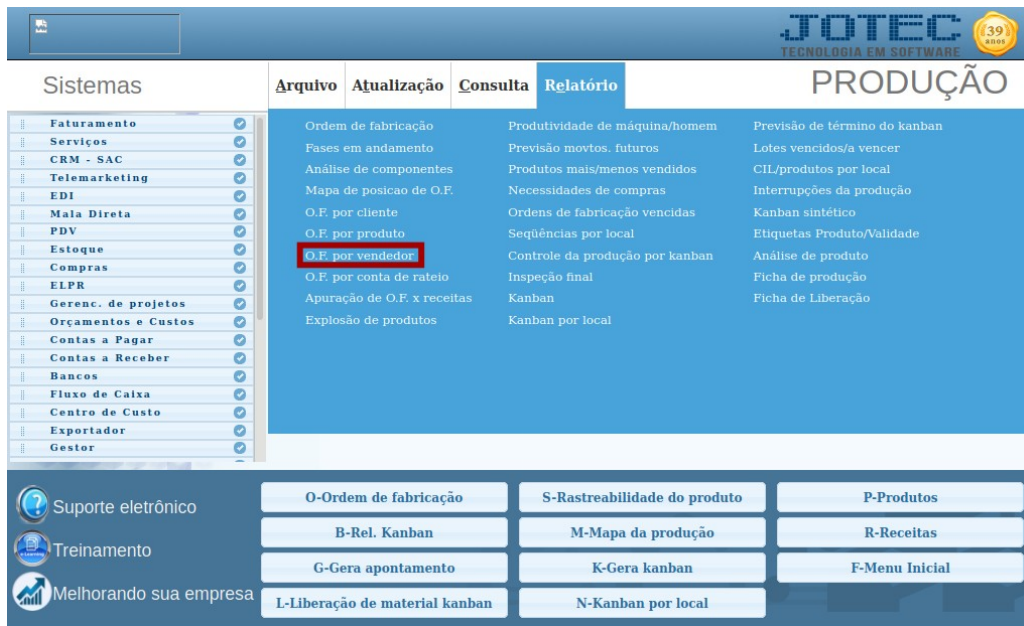 JOTEC
TECNOLOGIA EM SOFTWARE
39
anos
Sistemas
Arquivo
Atualização
Consulta
Relatório
PRODUÇÃO
Faturamento
Serviços
CRM - SAC
Telemarketing
EDI
Mala Direta
PDV
Estoque
Compras
ELPR
Gerenc. de projetos
Orçamentos e Custos
Contas a Pagar
Contas a Receber
Bancos
Fluxo de Caixa
Centro de Custo
Exportador
Gestor
Ordem de fabricação
Fases em andamento
Análise de componentes
Mapa de posicao de O.F.
O.F. por cliente
O.F. por produto
O.F. por vendedor
O.F. por conta de rateio
Apuração de O.F. x receitas
Explosão de produtos
Produtividade de máquina/homem
Previsão movtos. futuros
Produtos mais/menos vendidos
Necessidades de compras
Ordens de fabricação vencidas
Seqüências por local
Controle da produção por kanban
Inspeção final
Kanban
Kanban por local
Previsão de término do kanban
Lotes vencidos/a vencer
CIL/produtos por local
Interrupções da produção
Kanban sintético
Etiquetas Produto/Validade
Análise de produto
Ficha de produção
Ficha de Liberação
Suporte eletrônico
Treinamento
Melhorando sua empresa
O-Ordem de fabricação
S-Rastreabilidade do produto
P-Produtos
B-Rel. Kanban
M-Mapa da produção
R-Receitas
G-Gera apontamento
K-Gera kanban
F-Menu Inicial
L-Liberação de material kanban
N-Kanban por local